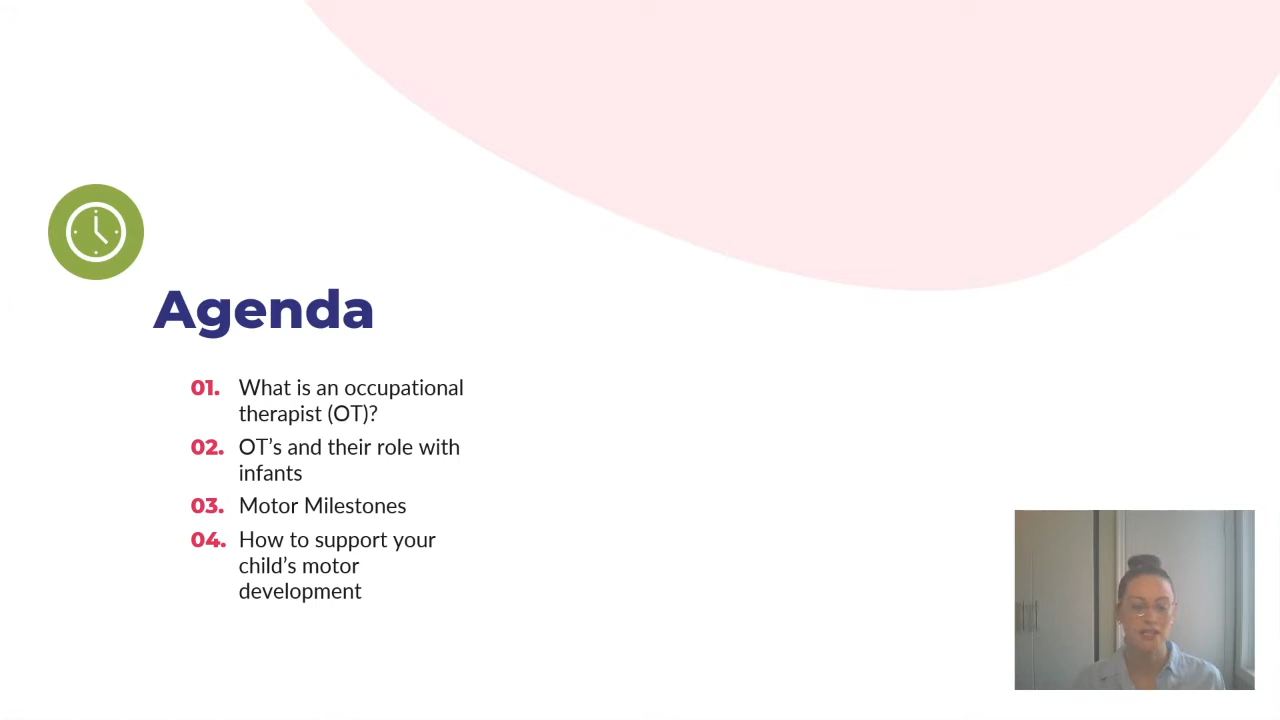 Agenda
01. What is an occupational
therapist (OT)?
02. OT’s and their role with
infants
03. Motor Milestones
04. How to support your
child’s motor
development